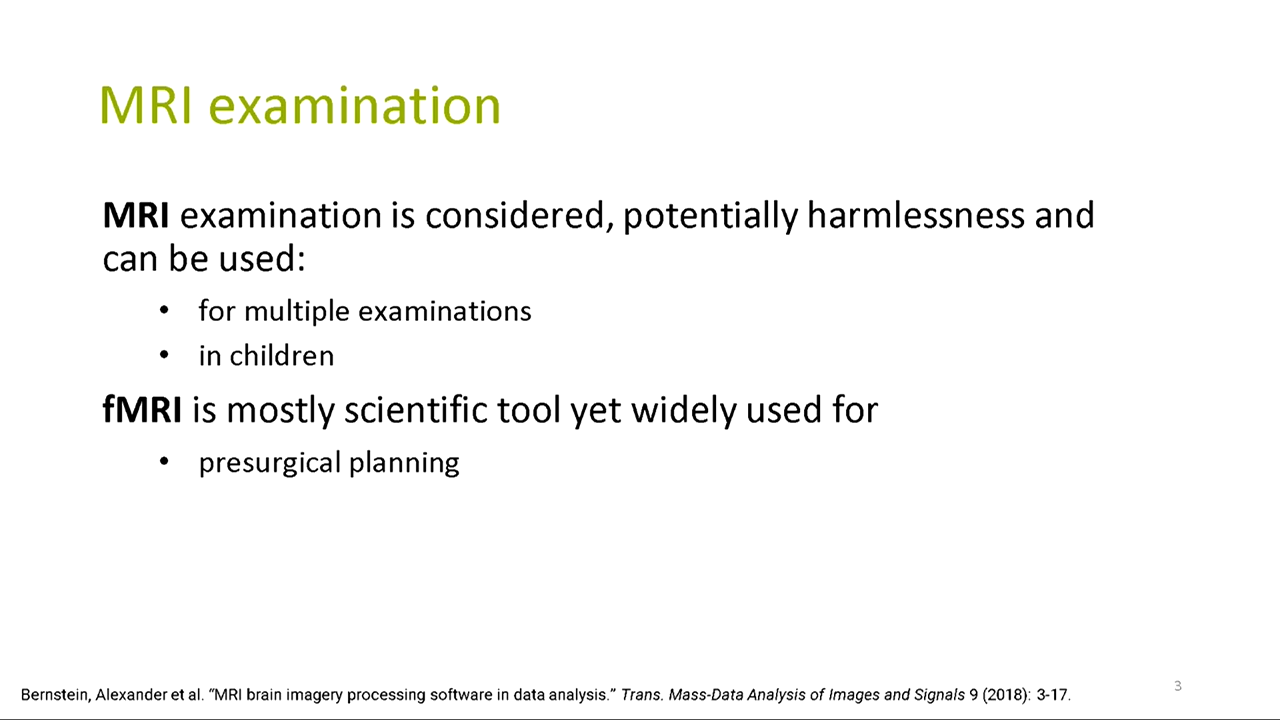 MRI examination
MRI examination is considered, potentially harmlessness and
can be used:
• for multiple examinations
• in children
fMRI is mostly scientific tool yet widely used for
• presurgical planning
Bernstein, Alexander et al. “MRI brain imagery processing software in data analysis.” Trans. Mass-Data Analysis of Images and Signals 9 (2018): 3-17.
3